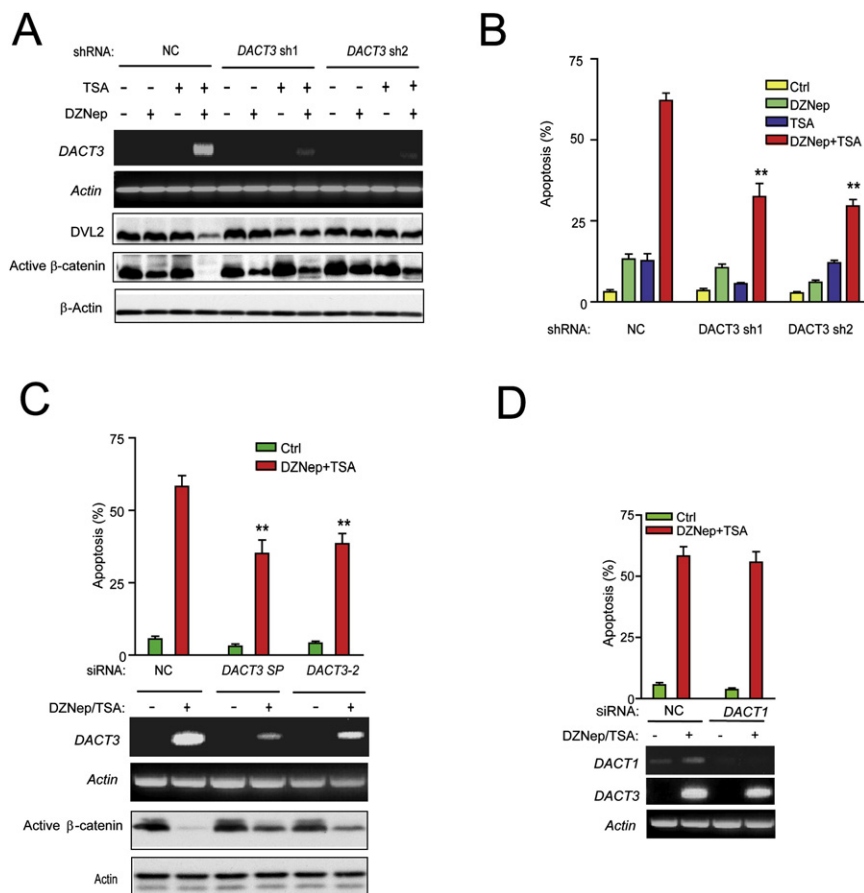 A
shRNA: NC DACT3 sh1 DACT3 sh2
TSA - - + + - - + + - - + +
DZNep - + - + - + - + - + - +
DACT3
Actin
DVL2
Active β-catenin
β-Actin
B
75
50
25
0
Apoptosis (%)
Ctrl
DZNep
TSA
DZNep+TSA
** **
shRNA: NC DACT3 sh1 DACT3 sh2
C
75
50
25
0
Apoptosis (%)
Ctrl
DZNep+TSA
** **
siRNA: NC DACT3 SP DACT3-2
DZNep/TSA: - + - + - +
DACT3
Actin
Active β-catenin
Actin
D
75
50
25
0
Apoptosis (%)
Ctrl
DZNep+TSA
siRNA: NC DACT1
DZNep/TSA: - + - +
DACT1
DACT3
Actin